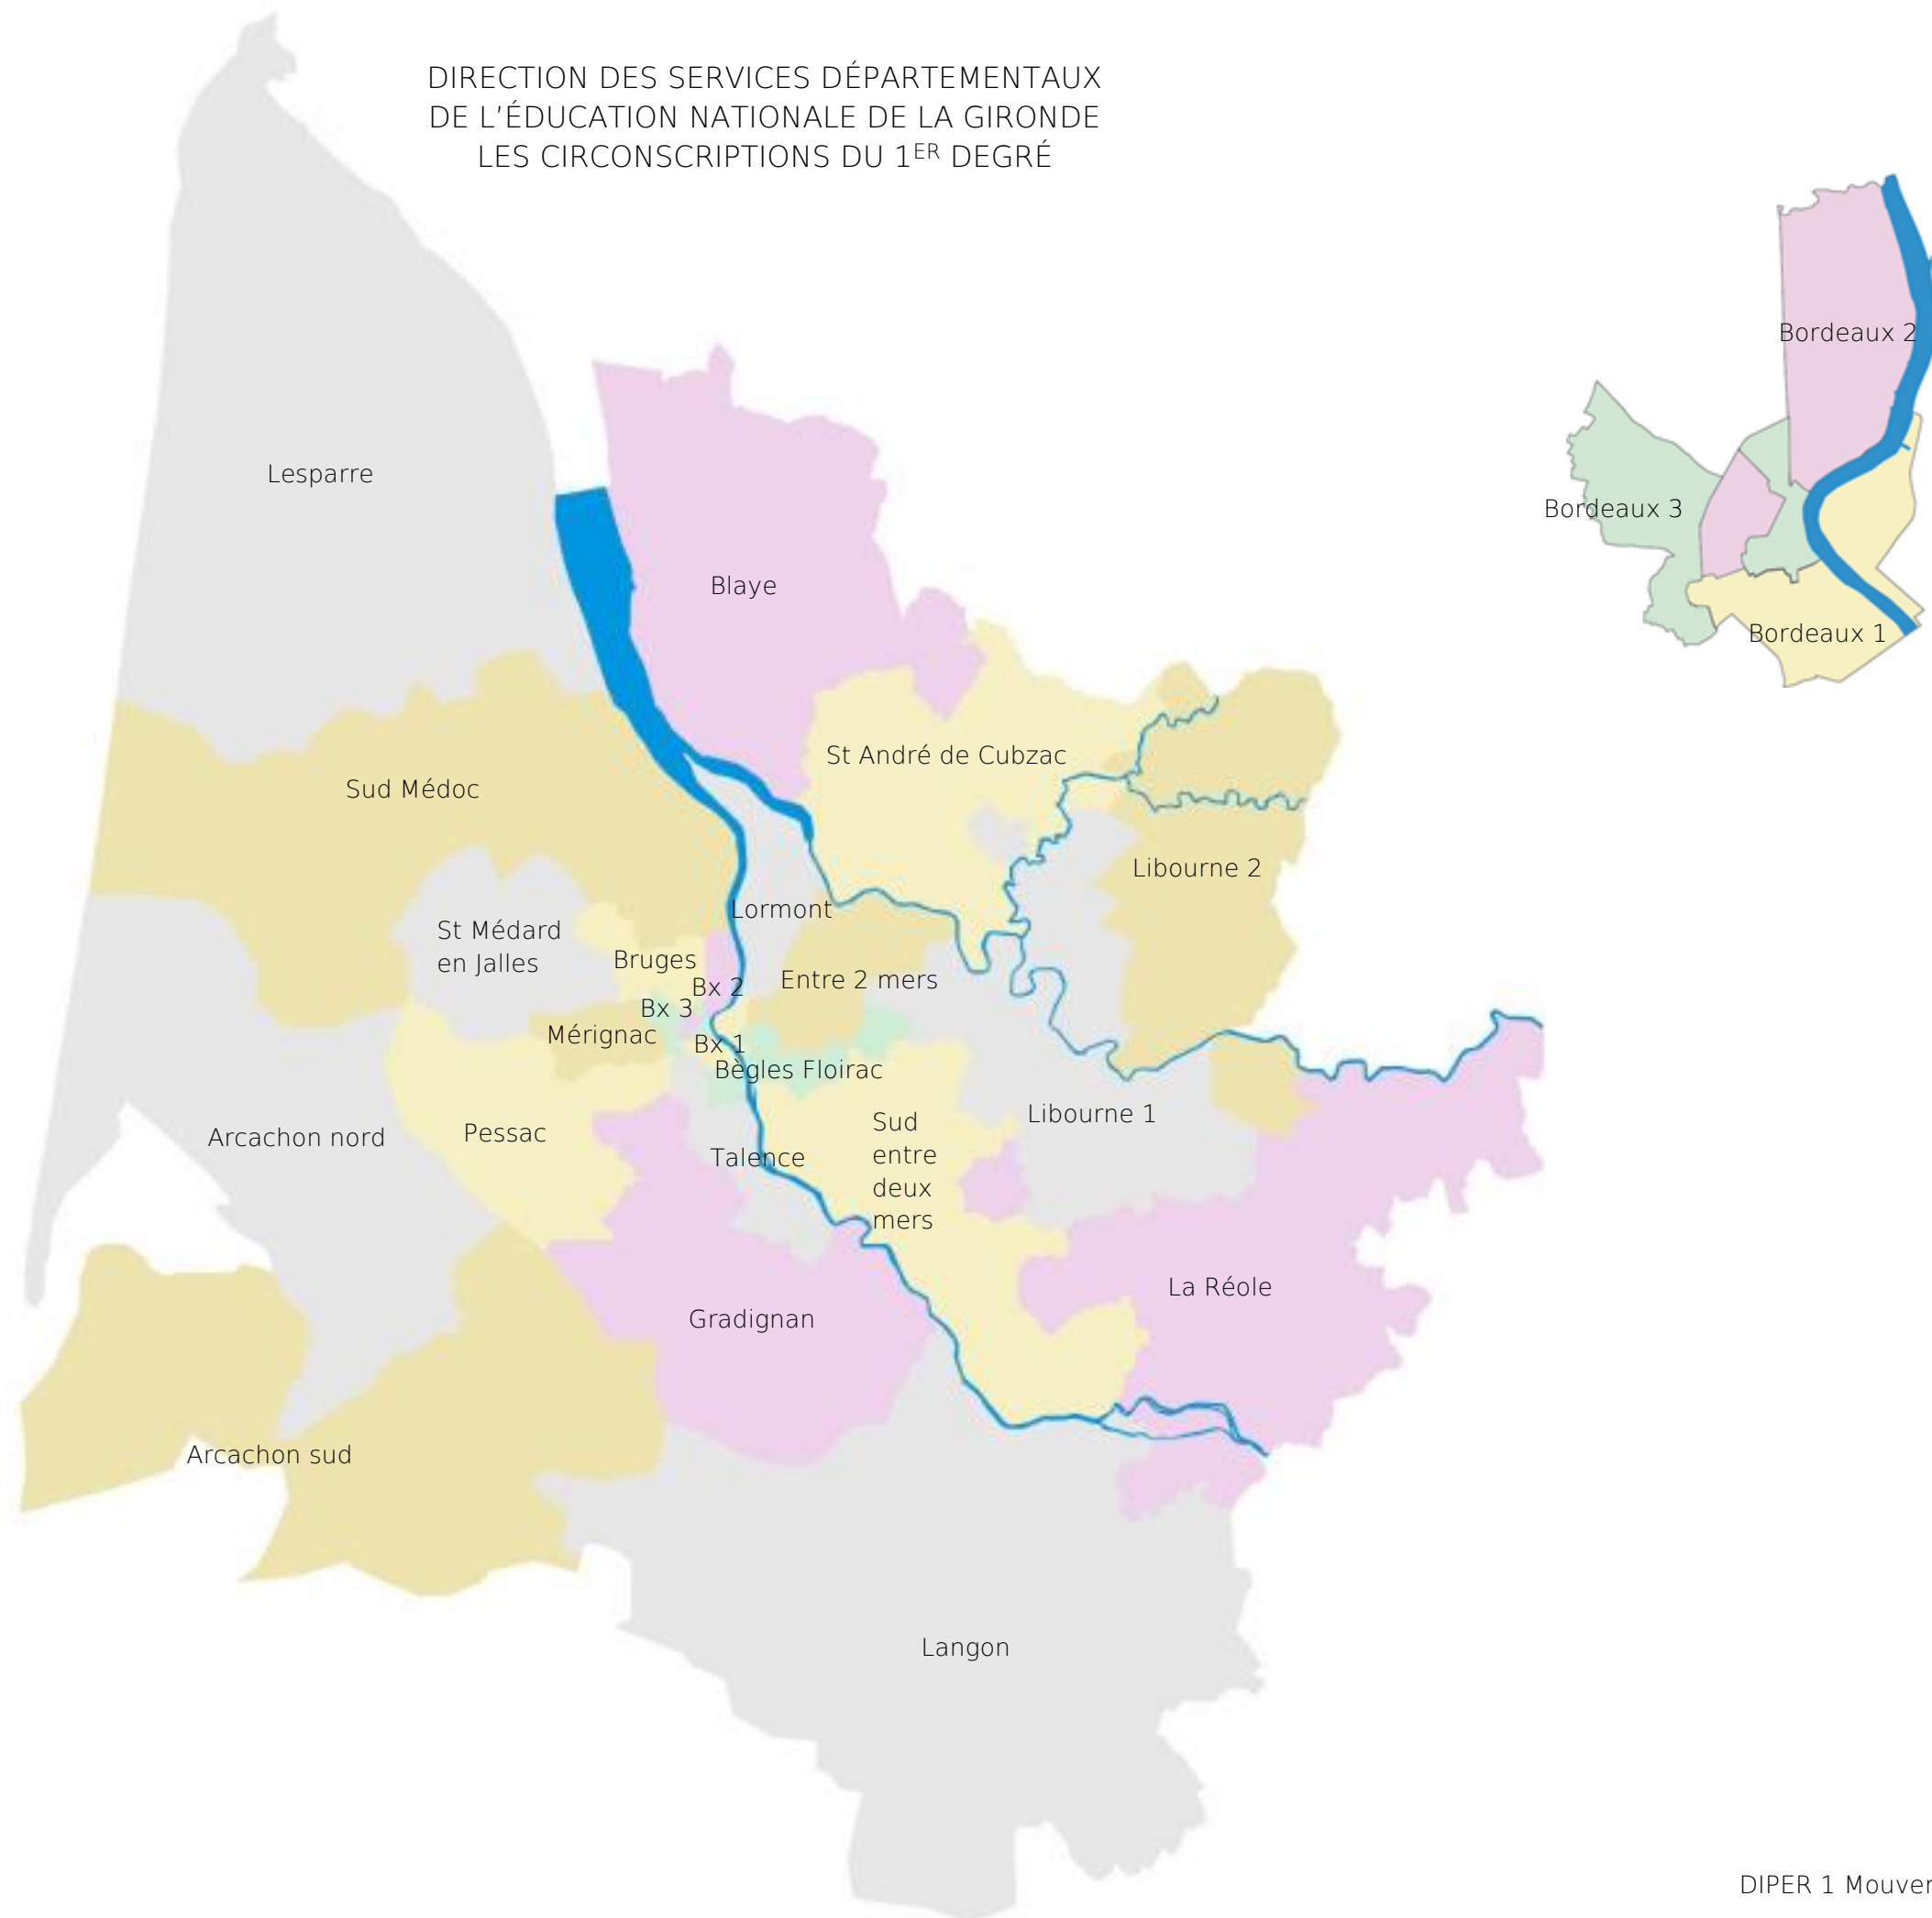 DIRECTION DES SERVICES DÉPARTEMENTAUX
DE L’ÉDUCATION NATIONALE DE LA GIRONDE
LES CIRCONSCRIPTIONS DU 1ER DEGRÉ
Bordeaux 2
Lesparre
Bordeaux 3
Blaye
Bordeaux 1
St André de Cubzac
Sud Médoc
Libourne 2
Lormont
St Médard
en Jalles
Bruges
Entre 2 mers
Bx 2
Bx 3
Mérignac
Bx 1
Bègles Floirac
Libourne 1
Sud
entre
deux
mers
Pessac
Arcachon nord
Talence
La Réole
Gradignan
Arcachon sud
Langon
DIPER 1